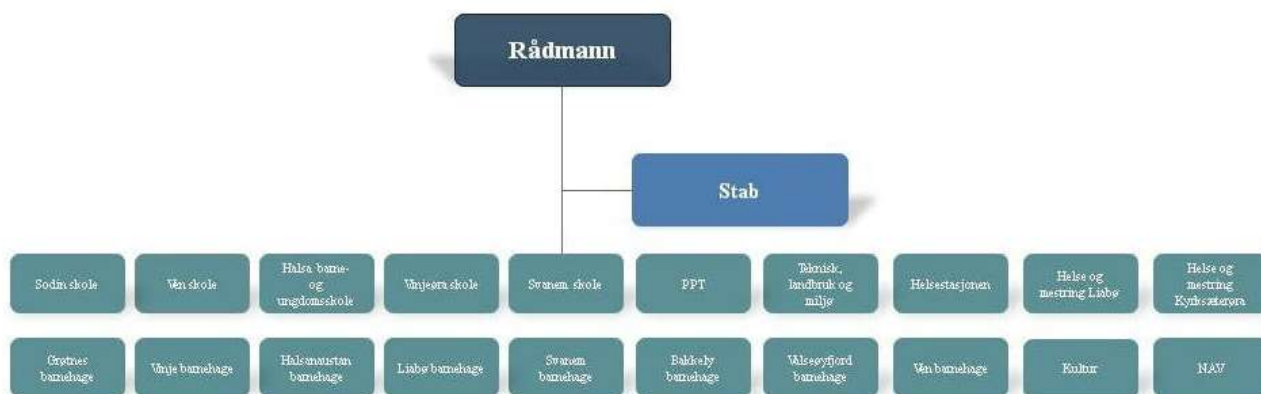 Rådmann
Stab
Sodin skole
Ven skole
Halsa barne-
og
ungdomsskole
Vinjeøra skole
Svanem skole
PPT
Teknisk,
landbruk og
miljø
Helsestasjonen
Helse og
mestring Liabø
Helse og
mestring
Kyrksæterøra
Grøtnes
barnehage
Vinje barnehage
Halsanaustan
barnehage
Liabø barnehage
Svanem
barnehage
Bakkely
barnehage
Valsøyfjord
barnehage
Ven barnehage
Kultur
NAV